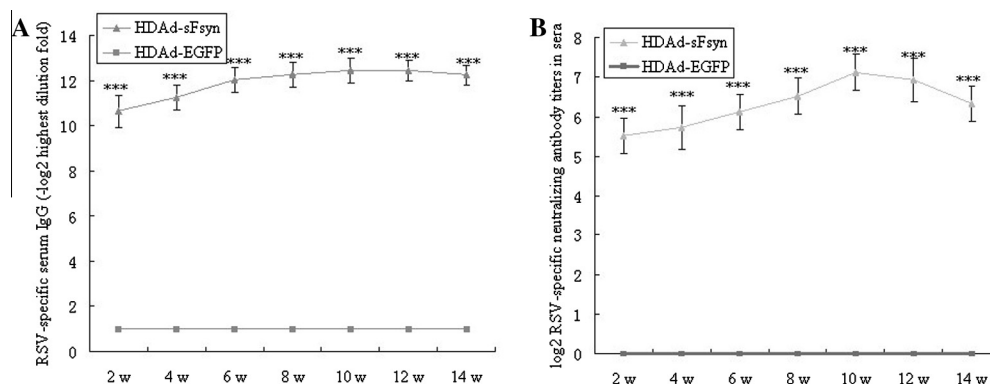 A
RSV-specific serum IgG (-log2 highest dilution fold)
14
12
10
8
6
4
2
0
HDAd-sFsyn
HDAd-EGFP
*** *** *** *** *** *** ***
2 w 4 w 6 w 8 w 10 w 12 w 14 w
B
log2 RSV-specific neutralizing antibody titers in sera
8
7
6
5
4
3
2
1
0
HDAd-sFsyn
HDAd-EGFP
*** *** *** *** *** *** ***
2 w 4 w 6 w 8 w 10 w 12 w 14 w